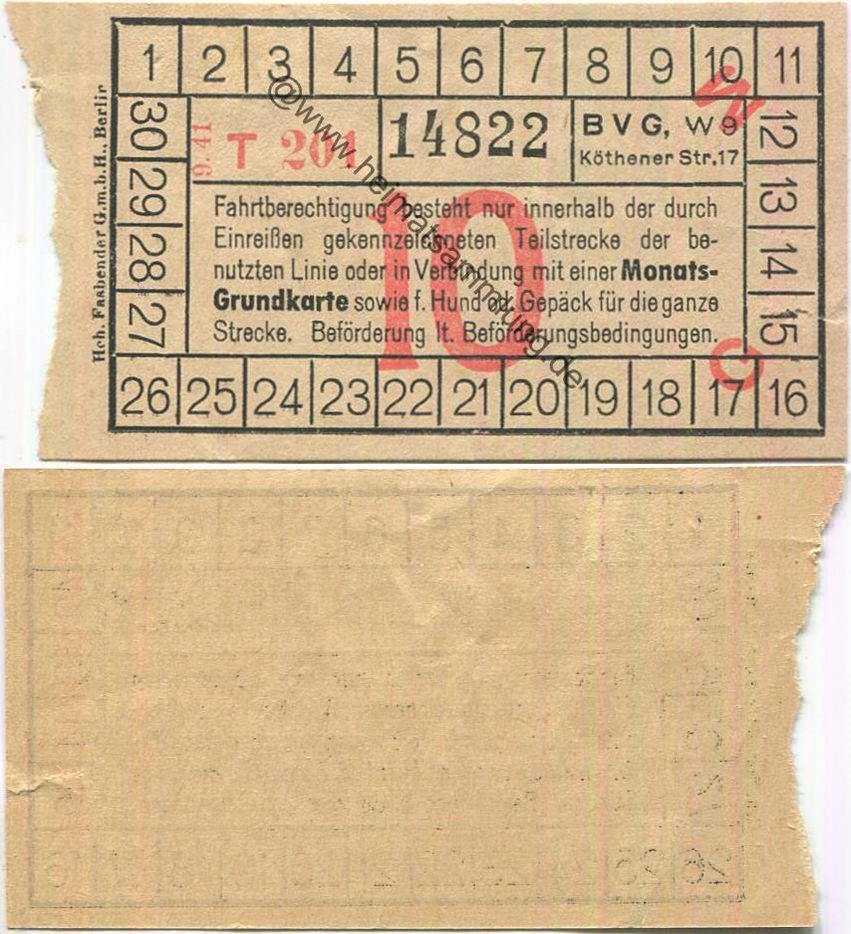 1 2 3 4 5 6 7 8 9 10 11
30 29 28 27
Hch. Faßbender G.m.b.H., Berlin
9.41
T 201
14822
BVG, W 9
Köthener Str. 17
Fahrtberechtigung besteht nur innerhalb der durch
Einreißen gekennzeichneten Teilstrecke der be-
nutzten Linie oder in Verbindung mit einer Monats-
Grundkarte sowie f. Hund od. Gepäck für die ganze
Strecke. Beförderung lt. Beförderungsbedingungen.
10
W
G
12 13 14 15
26 25 24 23 22 21 20 19 18 17 16
@www.heimatsammlung.de